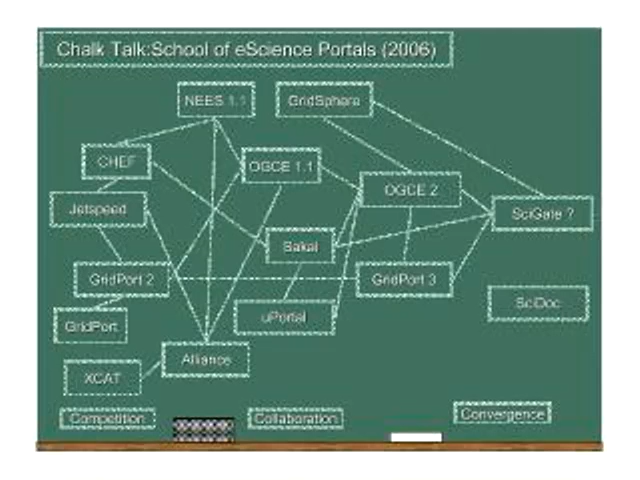 Chalk Talk:School of eScience Portals (2006)
NEES 1.1
GridSphere
CHEF
OGCE 1.1
OGCE 2
Jetspeed
SciGate ?
Sakai
GridPort 2
GridPort 3
SciDoc
uPortal
GridPort
Alliance
XCAT
Competition
Collaboration
Convergence